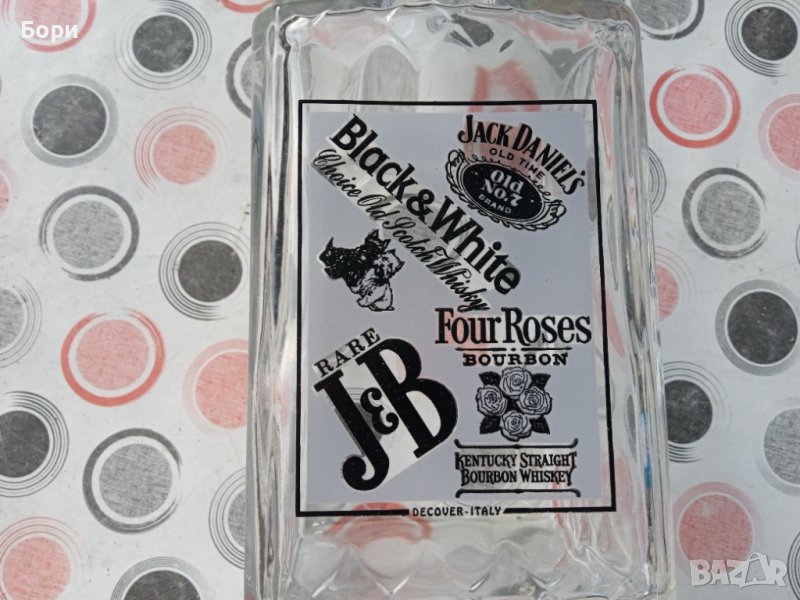 Бори
JACK DANIEL'S
OLD TIME
OLD
NO.7
BRAND
Black&White
Choice Old Scotch Whisky
Four Roses
BOURBON
RARE
J&B
KENTUCKY STRAIGHT
BOURBON WHISKEY
DECOVER-ITALY
BAZAR